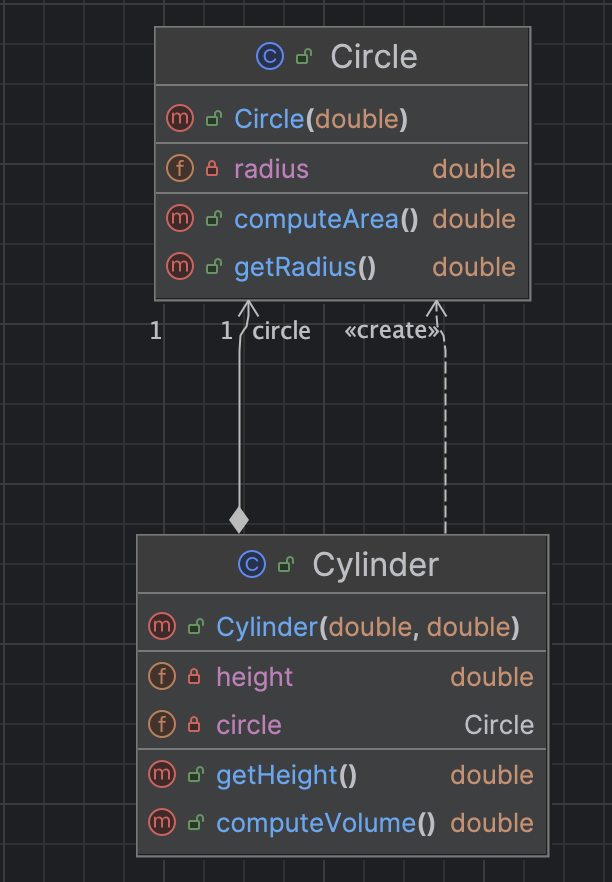 C Circle
m Circle(double)
f radius double
m computeArea() double
m getRadius() double
1 1 circle «create»
C Cylinder
m Cylinder(double, double)
f height double
f circle Circle
m getHeight() double
m computeVolume() double